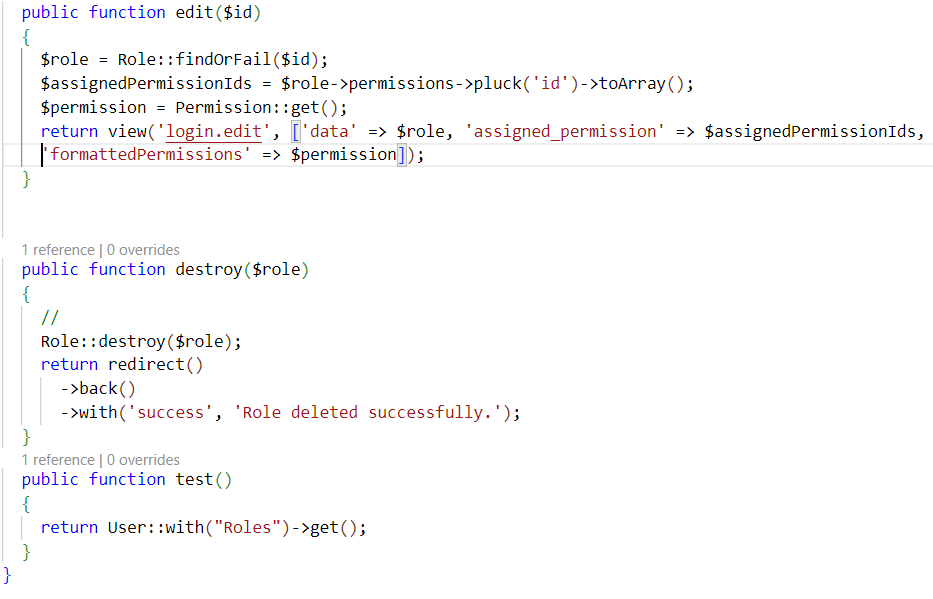 public function edit($id)
{
$role = Role::findOrFail($id);
$assignedPermissionIds = $role->permissions->pluck('id')->toArray();
$permission = Permission::get();
return view('login.edit', ['data' => $role, 'assigned_permission' => $assignedPermissionIds,
'formattedPermissions' => $permission]);
}
1 reference | 0 overrides
public function destroy($role)
{
//
Role::destroy($role);
return redirect()
->back()
->with('success', 'Role deleted successfully.');
}
1 reference | 0 overrides
public function test()
{
return User::with("Roles")->get();
}
}